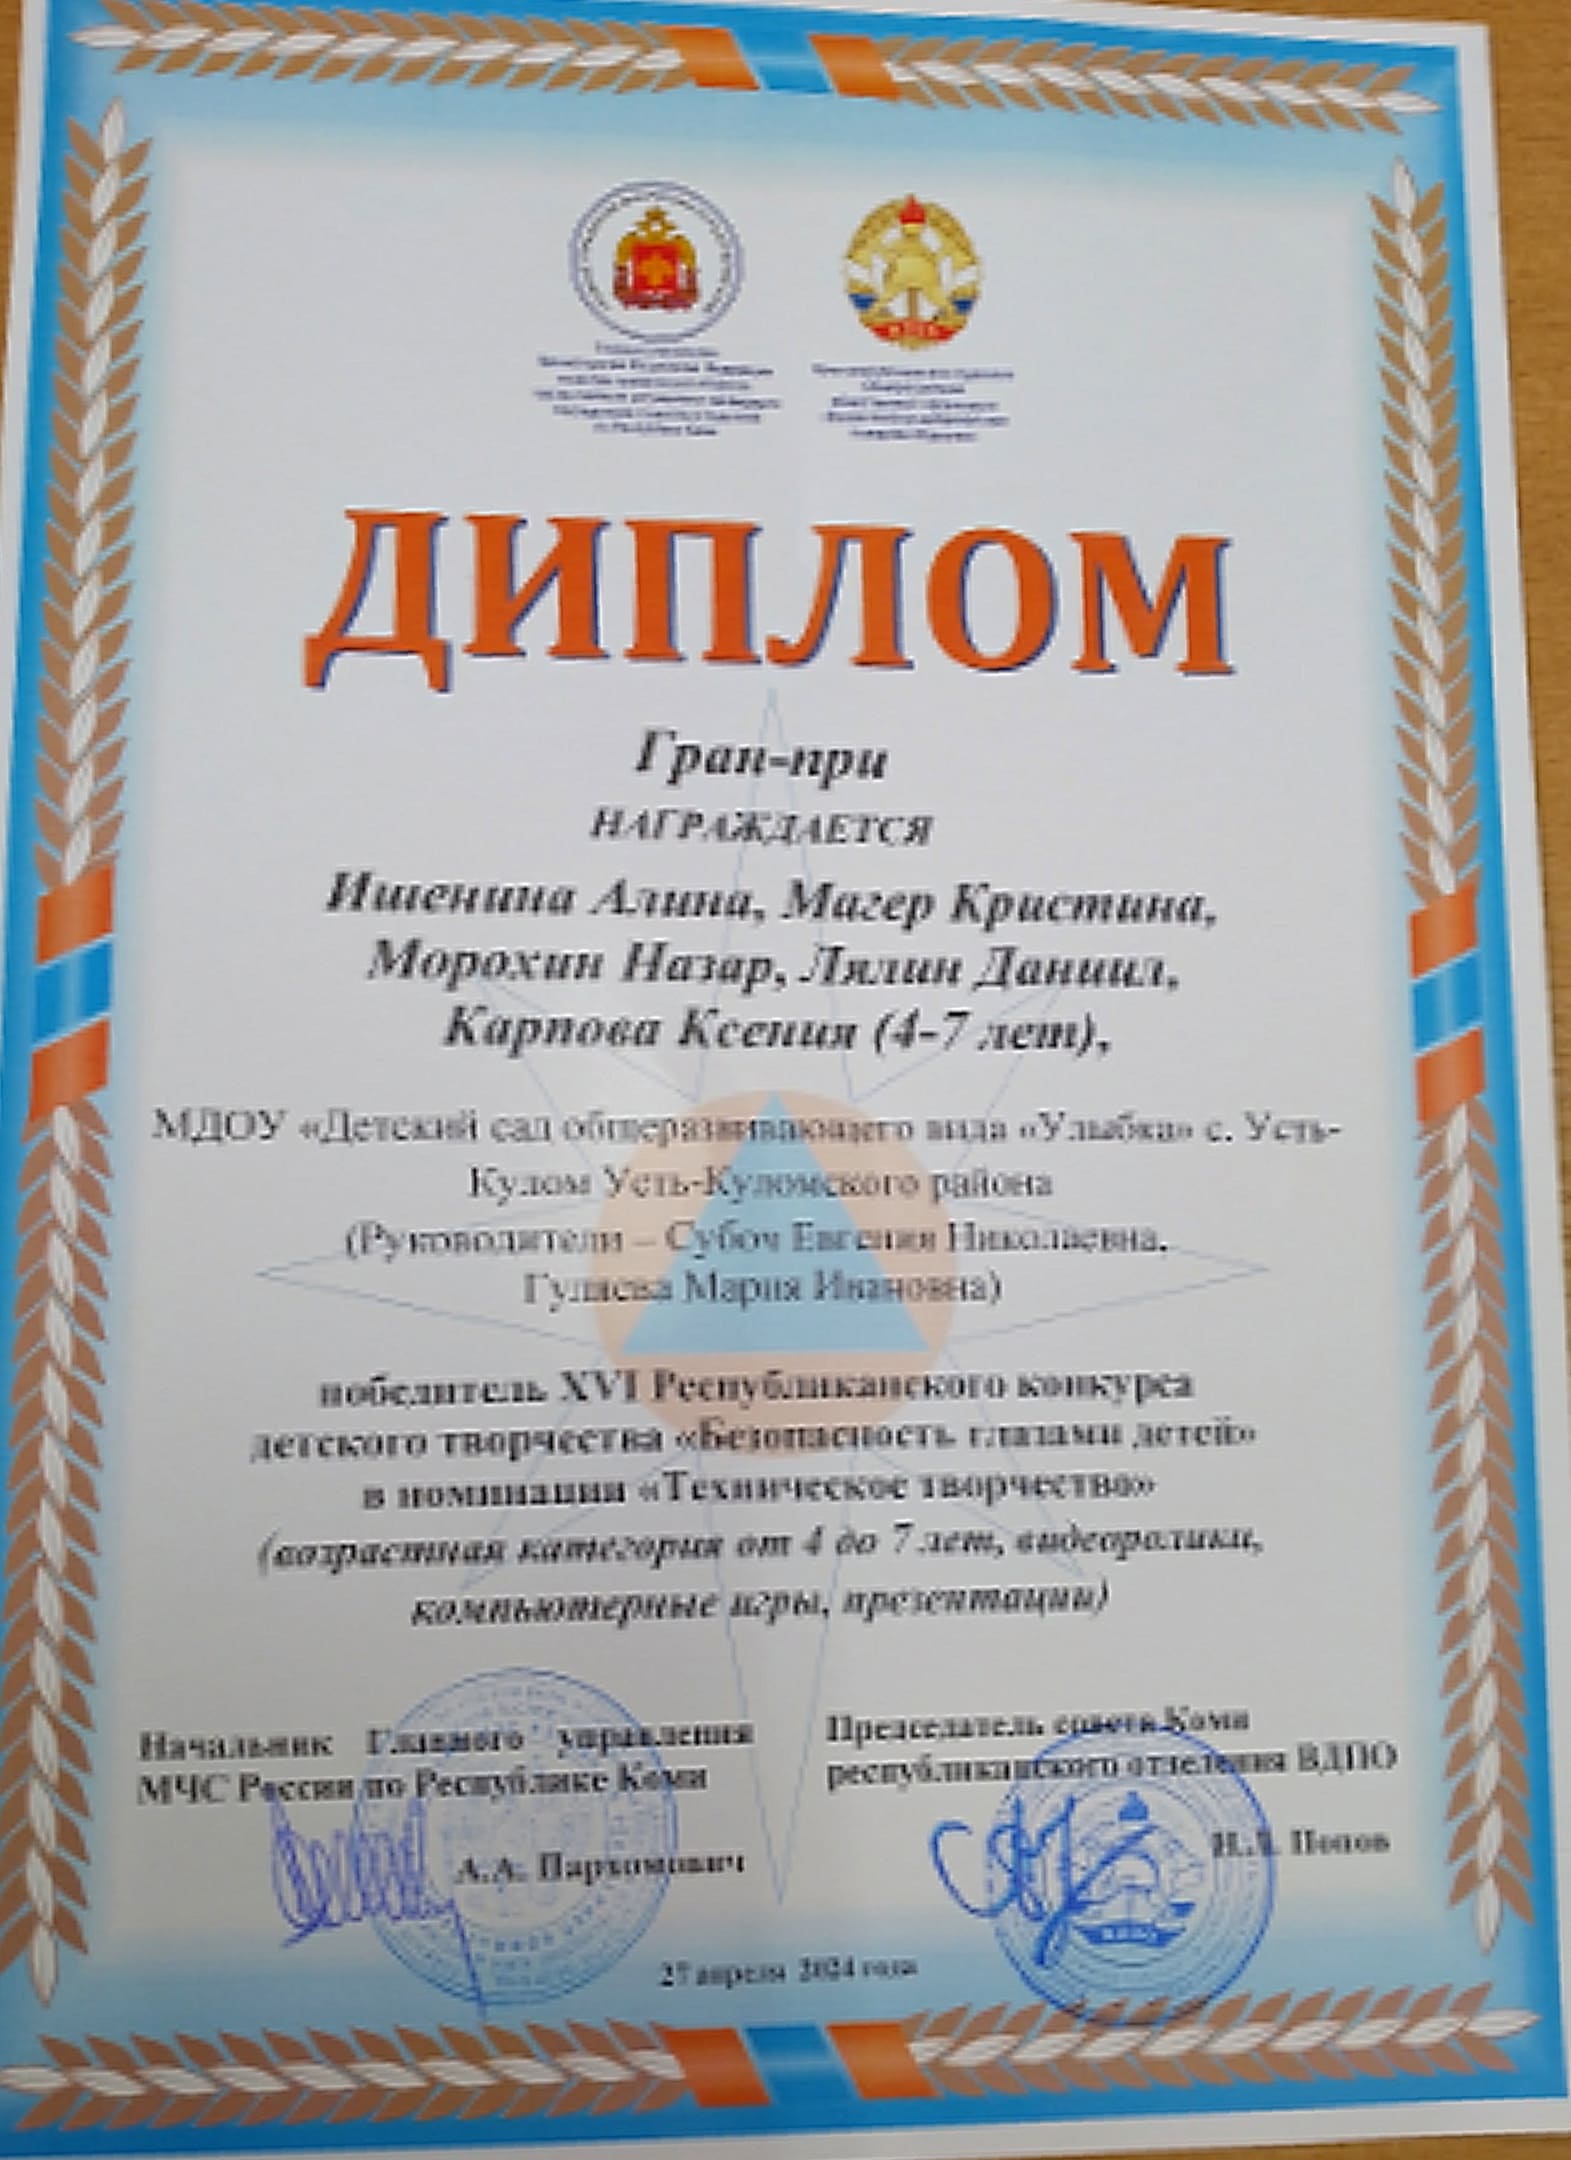 ДИПЛОМ
Гран-при
НАГРАЖДАЕТСЯ
Ишенина Алина, Магер Кристина,
Морохин Назар, Лялин Даниил,
Карпова Ксения (4-7 лет),
МДОУ «Детский сад общеразвивающего вида «Улыбка» с. Усть-
Кулом Усть-Куломского района
(Руководители – Субоч Евгения Николаевна,
Гуляева Мария Ивановна)
победитель XVI Республиканского конкурса
детского творчества «Безопасность глазами детей»
в номинации «Техническое творчество»
(возрастная категория от 4 до 7 лет, видеоролики,
компьютерные игры, презентации)
Начальник Главного управления
МЧС России по Республике Коми
А.А. Пархомович
Председатель совета Коми
республиканского отделения ВДПО
Попов
27 апреля 2024 года